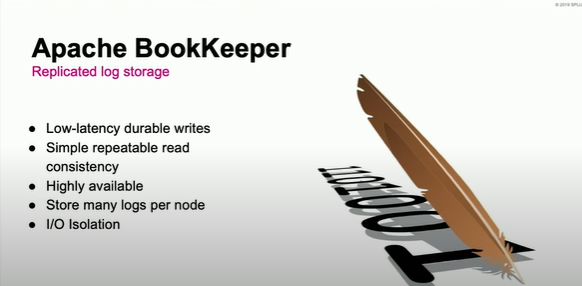 Apache BookKeeper
Replicated log storage
● Low-latency durable writes
● Simple repeatable read
consistency
● Highly available
● Store many logs per node
● I/O Isolation